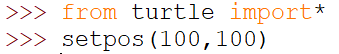 >>> from turtle import*
>>> setpos(100,100)